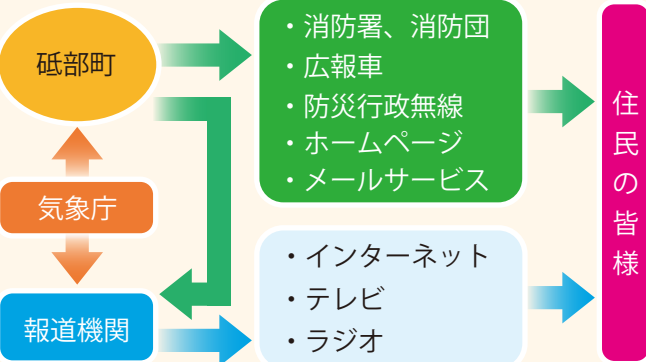 砥部町
気象庁
報道機関
・消防署、消防団
・広報車
・防災行政無線
・ホームページ
・メールサービス
・インターネット
・テレビ
・ラジオ
住民の皆様